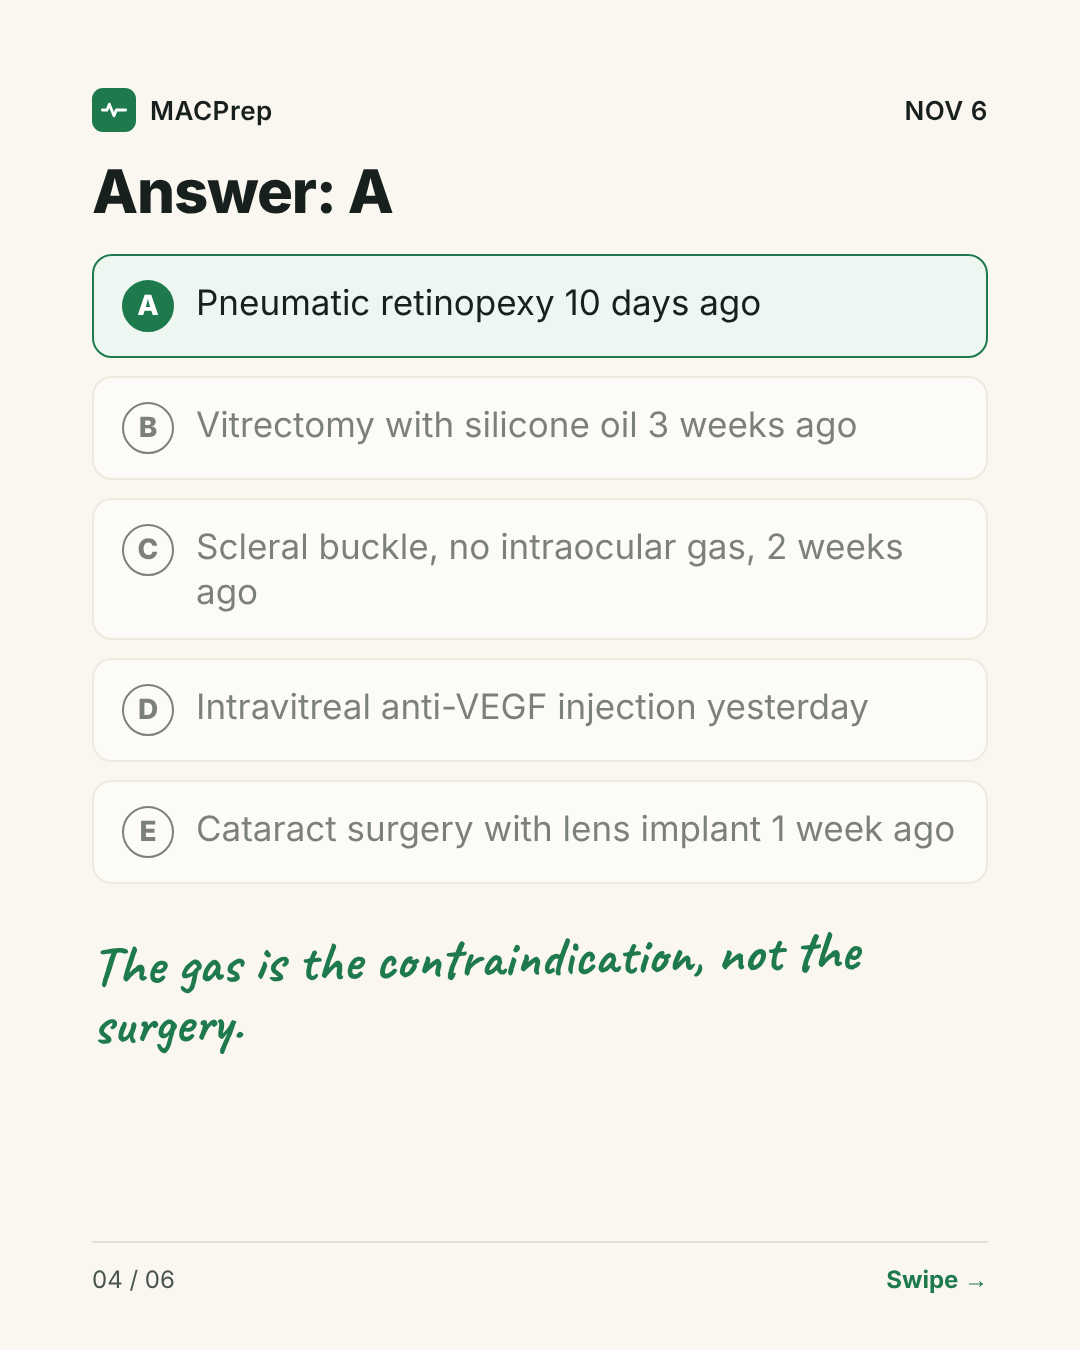 MACPrep
NOV 6
Answer: A
A Pneumatic retinopexy 10 days ago
B Vitrectomy with silicone oil 3 weeks ago
C Scleral buckle, no intraocular gas, 2 weeks
ago
D Intravitreal anti-VEGF injection yesterday
E Cataract surgery with lens implant 1 week ago
The gas is the contraindication, not the
surgery.
04 / 06
Swipe →